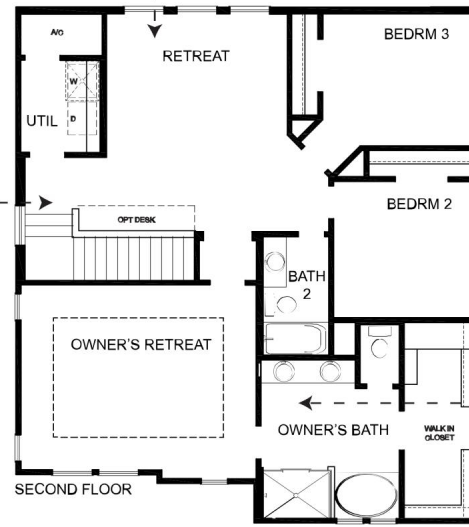 A/C
RETREAT
BEDRM 3
W
UTIL
D
BEDRM 2
OPT DESK
BATH
2
OWNER'S RETREAT
OWNER'S BATH
WALK IN
CLOSET
SECOND FLOOR